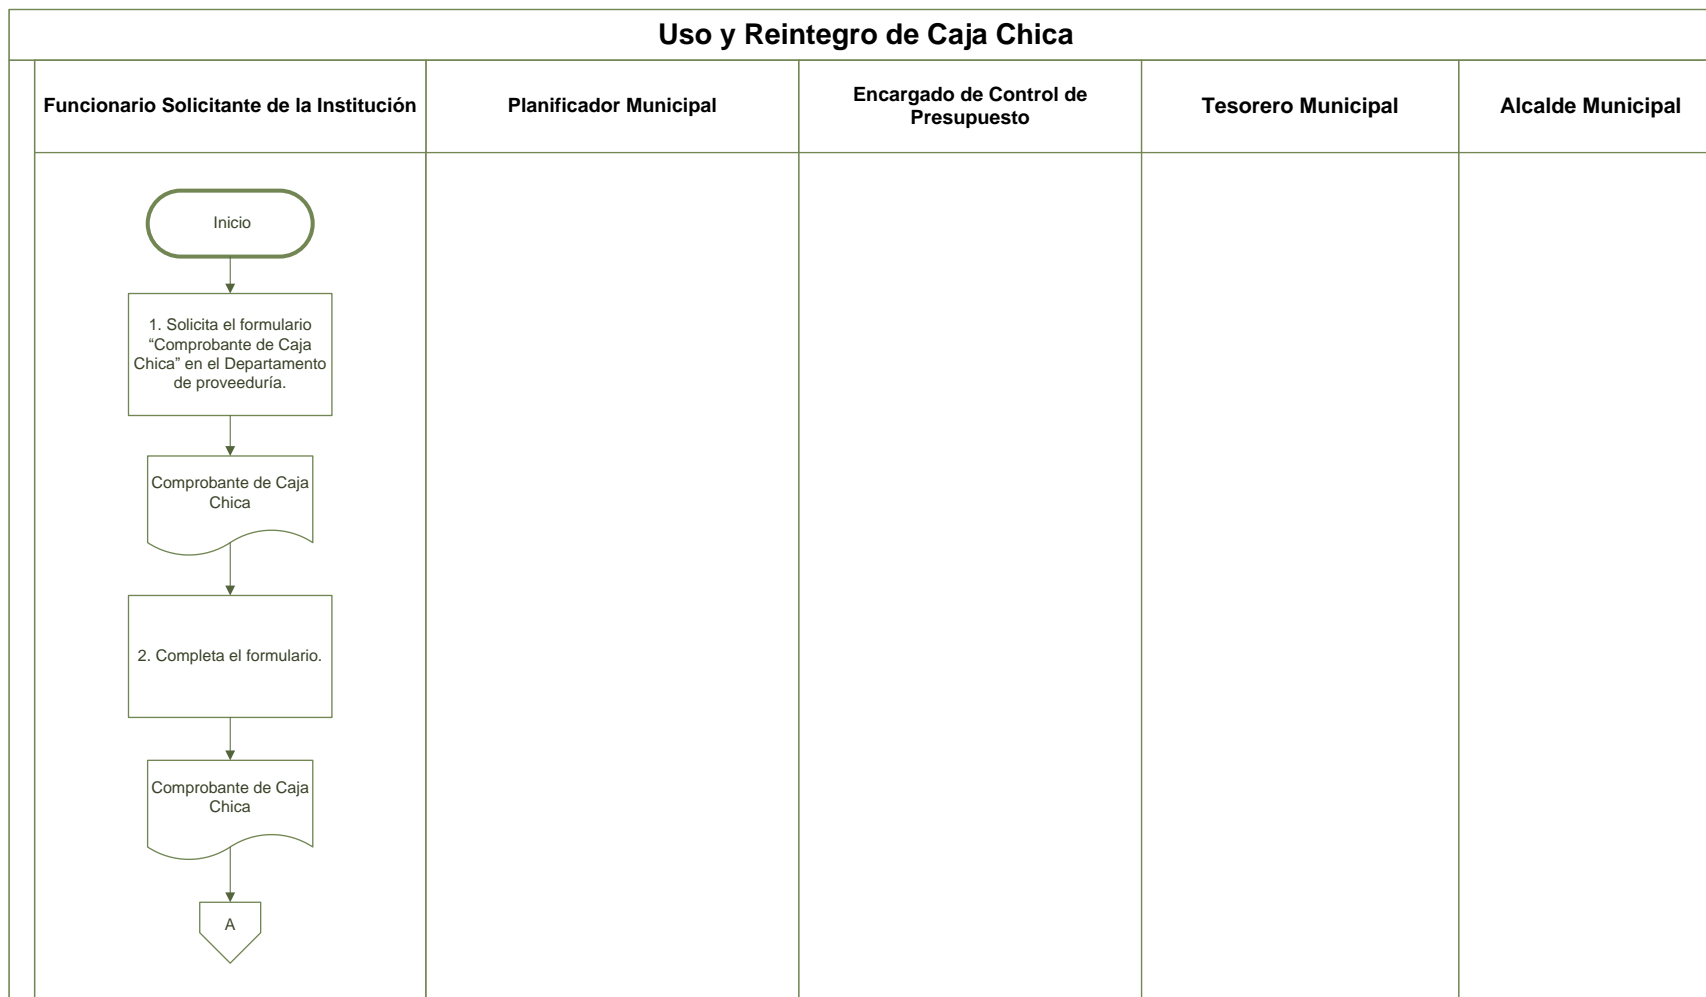 Uso y Reintegro de Caja Chica
Funcionario Solicitante de la Institución
Planificador Municipal
Encargado de Control de
Presupuesto
Tesorero Municipal
Alcalde Municipal
Inicio
1. Solicita el formulario
“Comprobante de Caja
Chica” en el Departamento
de proveeduría.
Comprobante de Caja
Chica
2. Completa el formulario.
Comprobante de Caja
Chica
A